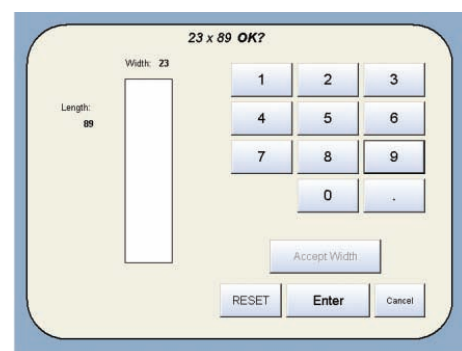 23 x 89 OK?
Width: 23
Length:
89
1 2 3
4 5 6
7 8 9
0 .
Accept Width
RESET Enter Cancel